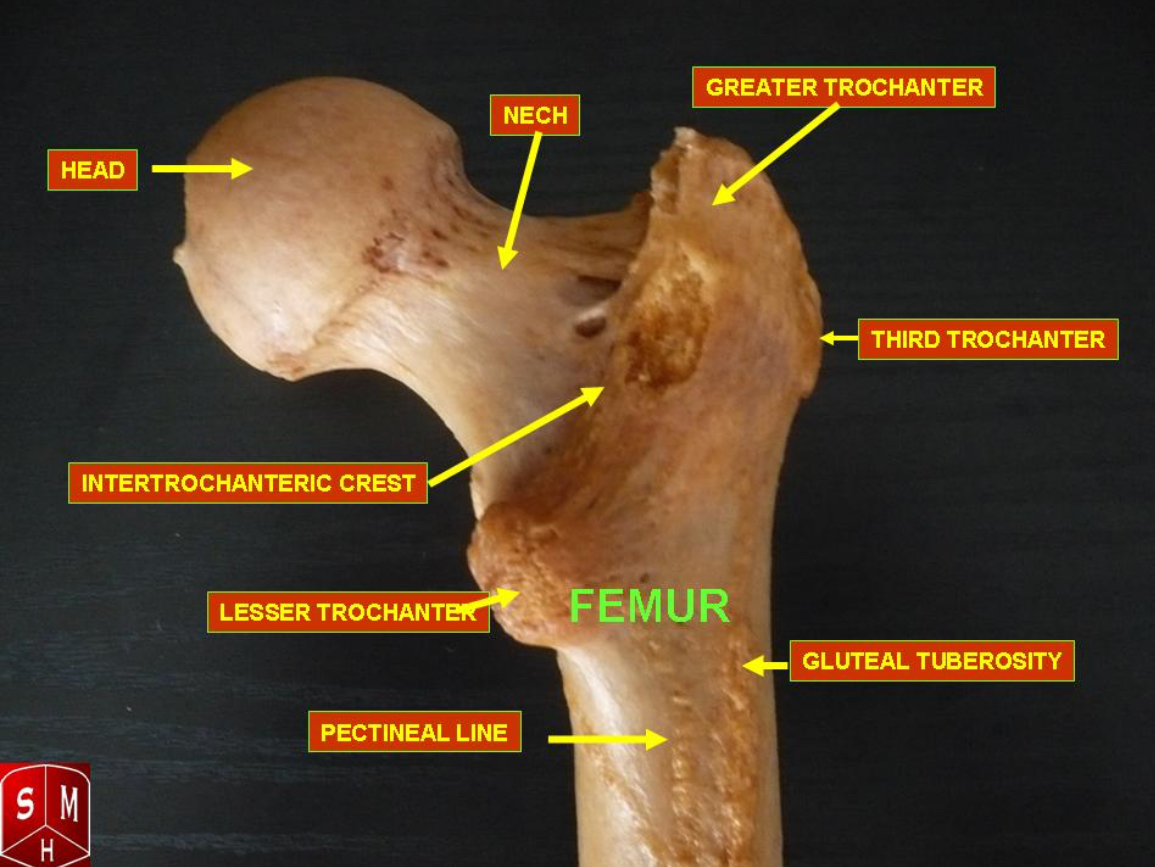 GREATER TROCHANTER
NECH
HEAD
THIRD TROCHANTER
INTERTROCHANTERIC CREST
LESSER TROCHANTER
FEMUR
GLUTEAL TUBEROSITY
PECTINEAL LINE
S M
H